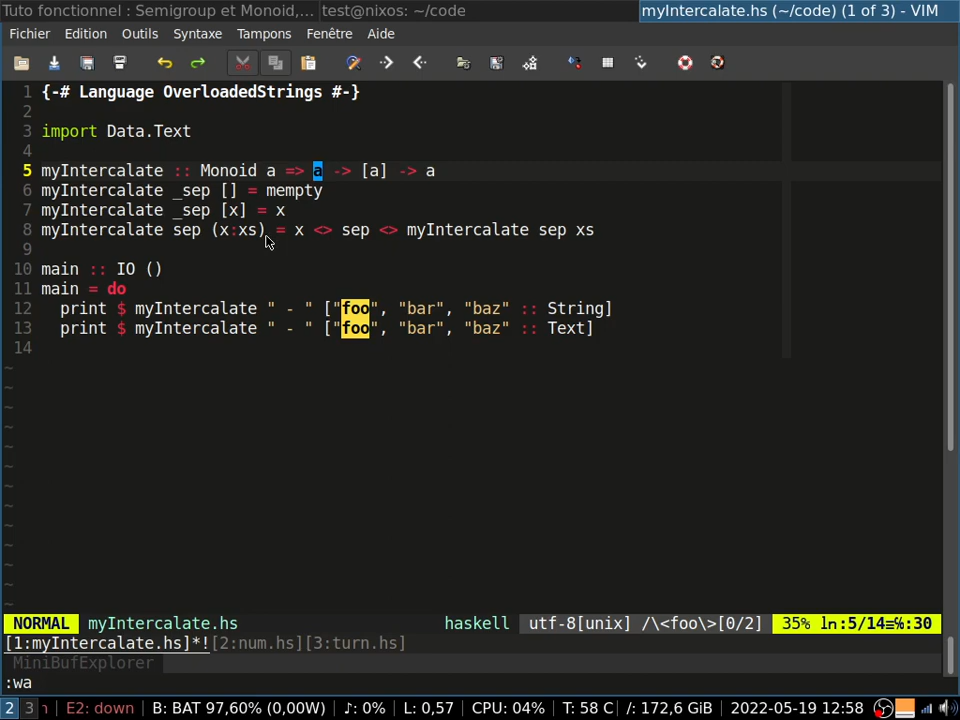 Tuto fonctionnel : Semigroup et Monoid,... test@nixos: ~/code myIntercalate.hs (~/code) (1 of 3) - VIM
Fichier Edition Outils Syntaxe Tampons Fenêtre Aide
1 {-# Language OverloadedStrings #-}
2
3 import Data.Text
4
5 myIntercalate :: Monoid a => a -> [a] -> a
6 myIntercalate _sep [] = mempty
7 myIntercalate _sep [x] = x
8 myIntercalate sep (x:xs) = x <> sep <> myIntercalate sep xs
9
10 main :: IO ()
11 main = do
12 print $ myIntercalate " - " ["foo", "bar", "baz" :: String]
13 print $ myIntercalate " - " ["foo", "bar", "baz" :: Text]
14
~
~
~
~
~
~
~
~
~
~
~
~
~
NORMAL myIntercalate.hs haskell utf-8[unix] /\<foo\>[0/2] 35% ln:5/14≡℅:30
[1:myIntercalate.hs]*![2:num.hs][3:turn.hs]
MiniBufExplorer
:wa
2 3 | E2: down | B: BAT 97,60% (0,00W) | ♪: 0% | L: 0,57 | CPU: 04% | T: 58 C | /: 172,6 GiB | 2022-05-19 12:58